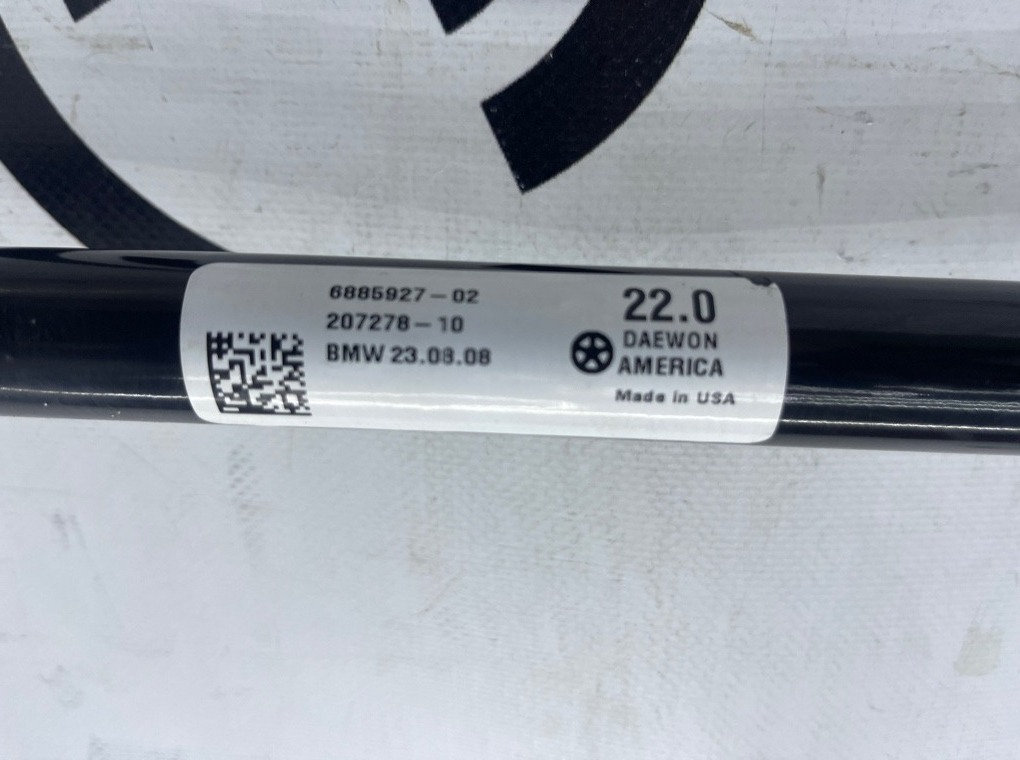 6885927-02
207278-10
BMW 23.08.08
22.0
DAEWON
AMERICA
Made in USA